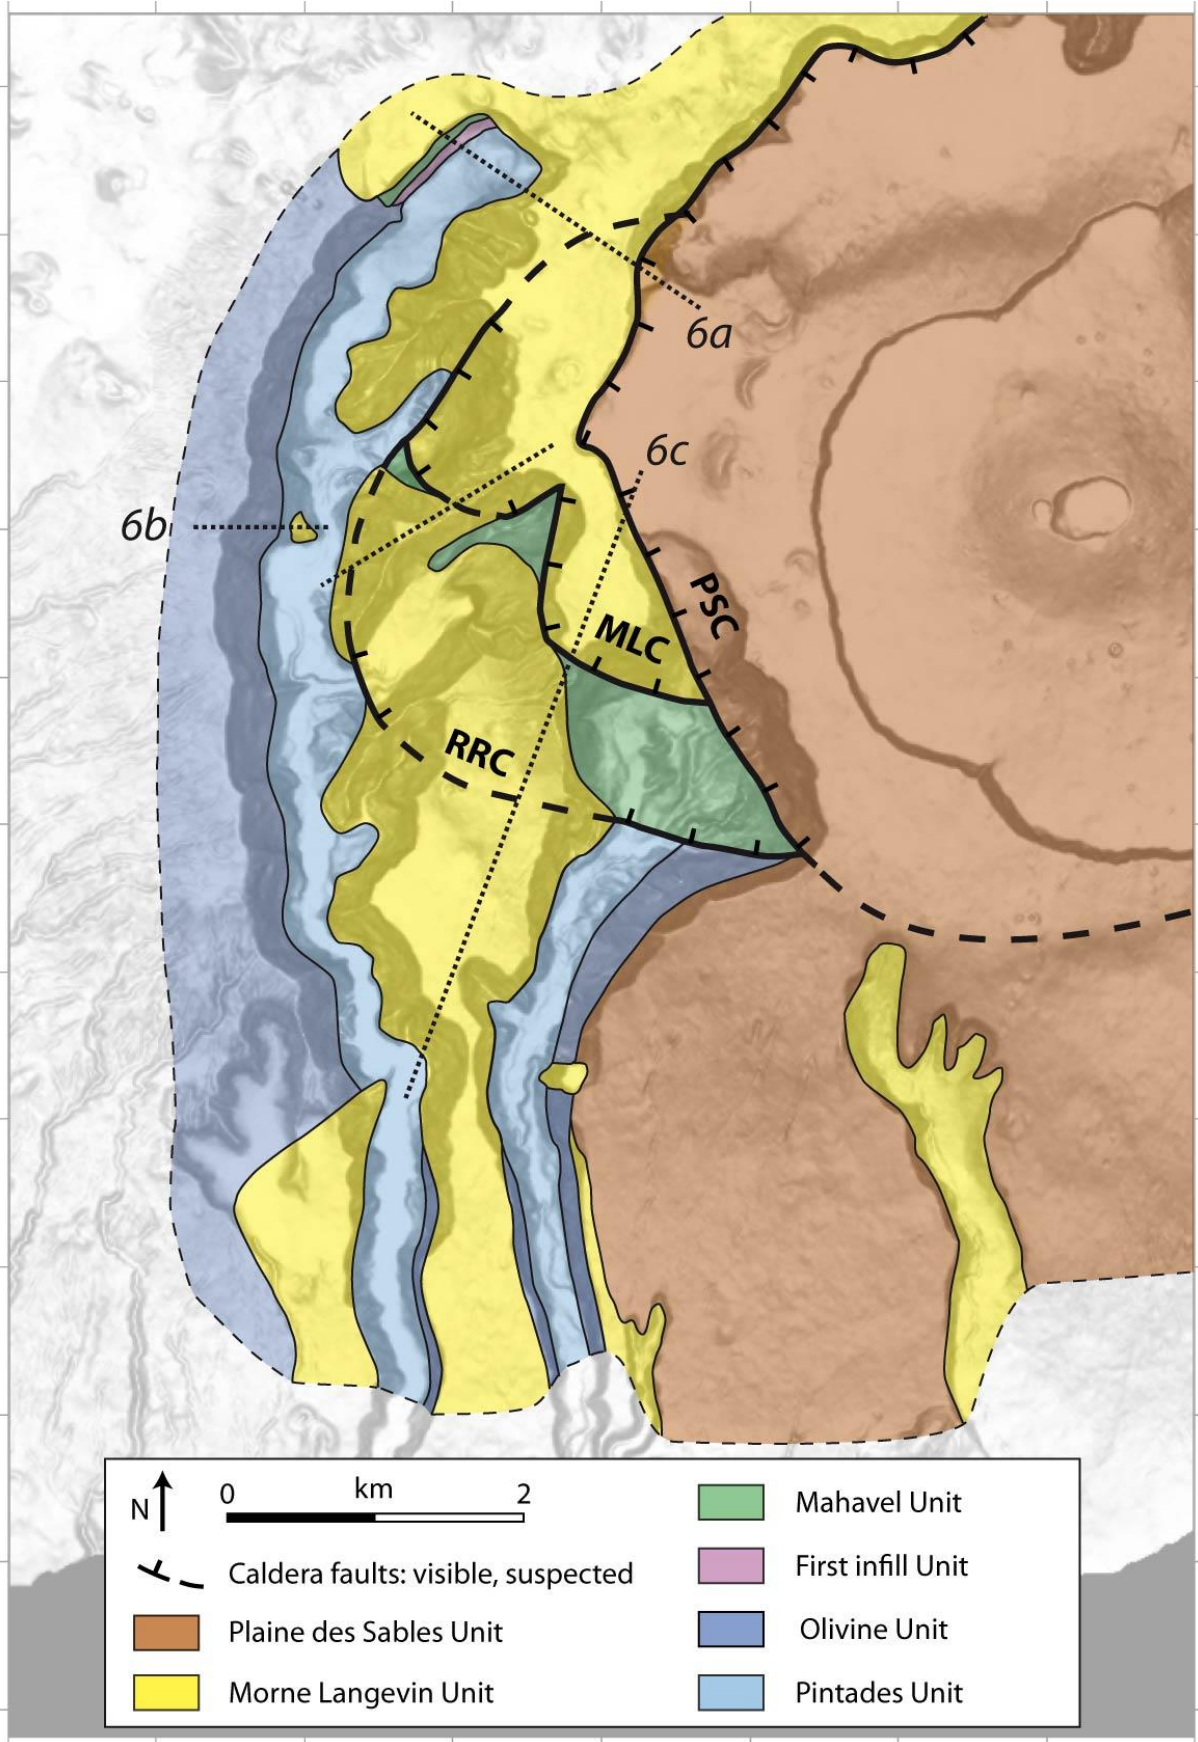 6a
6c
6b
PSC
MLC
RRC
N
0 km 2
Caldera faults: visible, suspected
Plaine des Sables Unit
Morne Langevin Unit
Mahavel Unit
First infill Unit
Olivine Unit
Pintades Unit